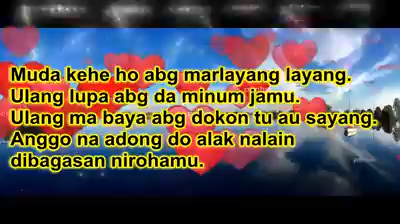 Muda kehe ho abg marlayang layang.
Ulang lupa abg da minum jamu.
Ulang ma baya abg dokon tu au sayang.
Anggo na adong do alak nalain
dibagasan nirohamu.